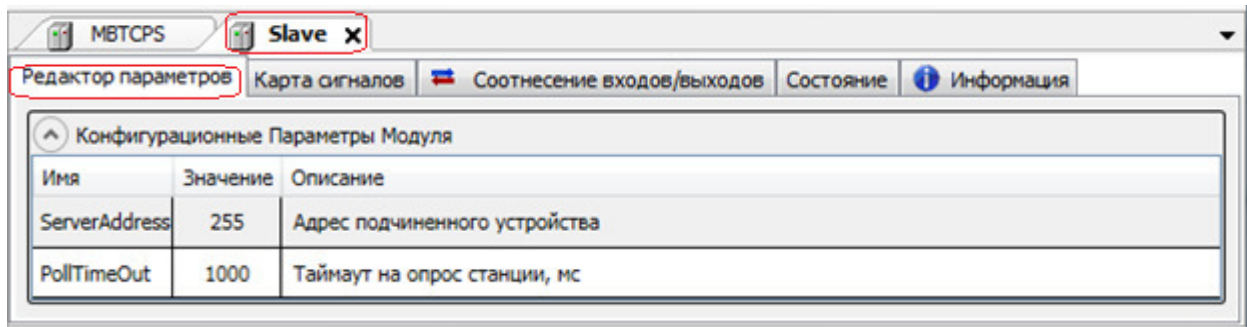 MBTCPS Slave
Редактор параметров Карта сигналов Соотнесение входов/выходов Состояние Информация
Конфигурационные Параметры Модуля
Имя Значение Описание
ServerAddress 255 Адрес подчиненного устройства
PollTimeOut 1000 Таймаут на опрос станции, мс